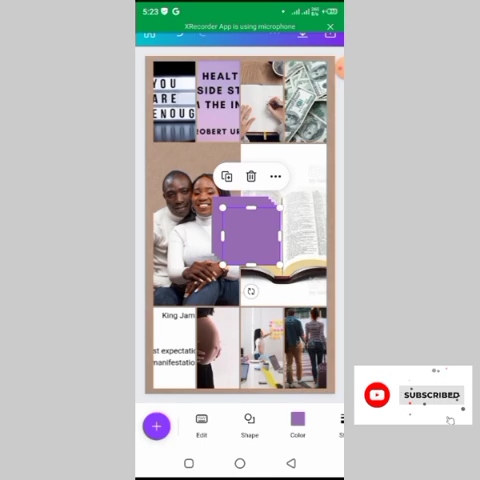 5:23
XRecorder App is using microphone
YOU
ARE
ENOUG
HEALT
SIDE ST
THE IN
ROBERT UR
King Jam
st expectatio
manifestatio
Edit
Shape
Color
SUBSCRIBED